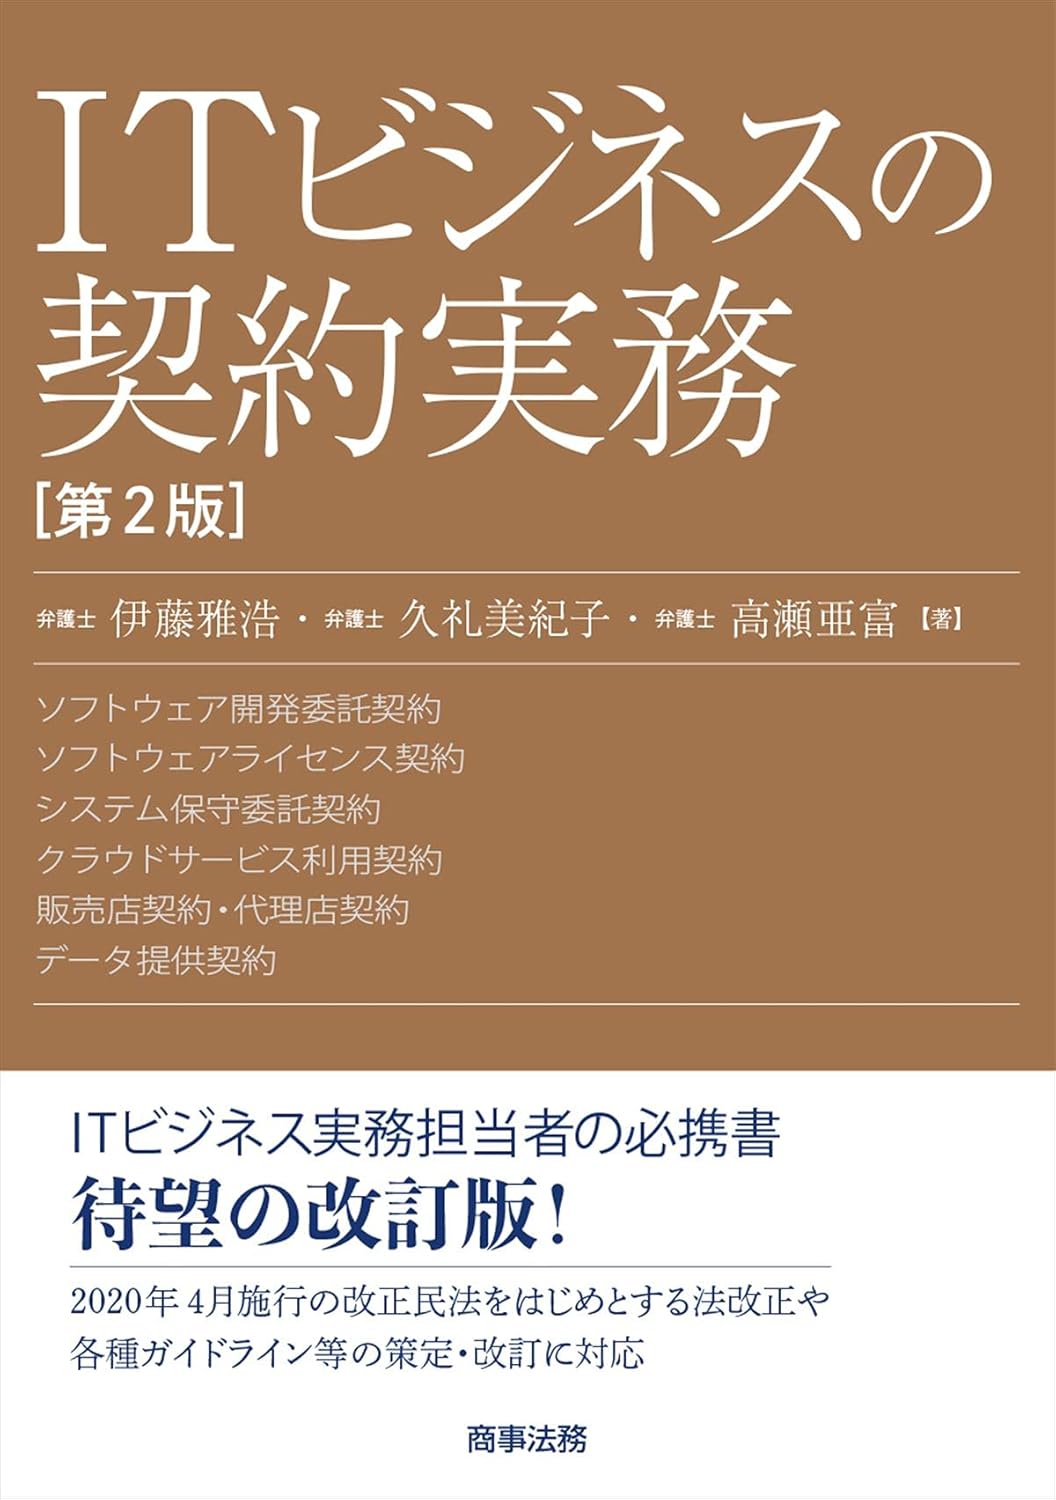 ITビジネスの
契約実務
[第2版]
弁護士 伊藤雅浩・弁護士 久礼美紀子・弁護士 高瀬亜富【著】
ソフトウェア開発委託契約
ソフトウェアライセンス契約
システム保守委託契約
クラウドサービス利用契約
販売店契約・代理店契約
データ提供契約
ITビジネス実務担当者の必携書
待望の改訂版!
2020年4月施行の改正民法をはじめとする法改正や
各種ガイドライン等の策定・改訂に対応
商事法務